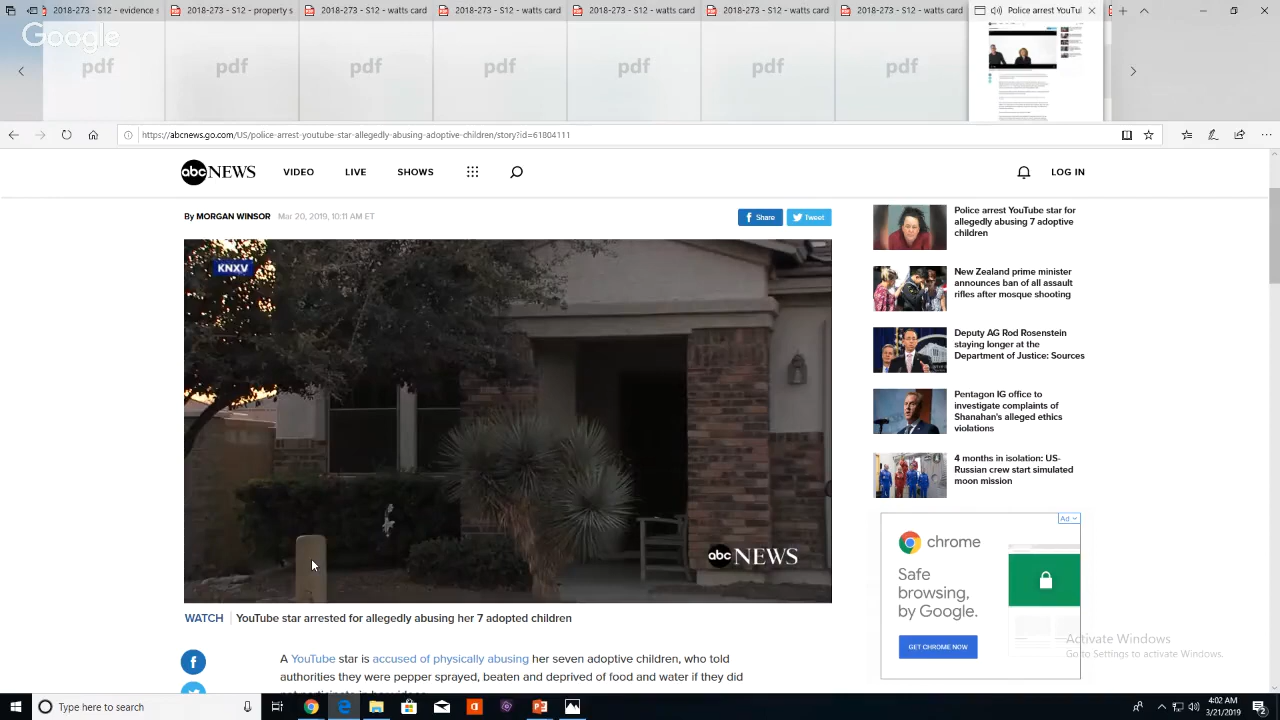 2018-273 - S12 - evidence
2018-273 - S12 - property
2018-273 - S12 - watts card
2018-273 - S12 - watts card
2018-273 - S12 - watts card
2018-273 - S12 - watts card
2018-273 - S12 - watts card
Police arrest YouTul
pdf
pdf
pdf
pdf
https://abcnews.go.com/US/police-arrest-youtube-star-allegedly-abusing-adoptive-children/story?id=61805247
abc NEWS
VIDEO
LIVE
SHOWS
LOG IN
By MORGAN WINSOR Mar 20, 2019, 10:11 AM ET
Share
Tweet
KNXV
abc NEWS
WATCH YouTube star arrested for allegedly abusing her 7 adopted children
A YouTube star is accused of physically abusing her seven adoptive children, who told
authorities they were pepper sprayed, beaten and deprived of food and water if they did
Police arrest YouTube star for
allegedly abusing 7 adoptive
children
New Zealand prime minister
announces ban of all assault
rifles after mosque shooting
Deputy AG Rod Rosenstein
staying longer at the
Department of Justice: Sources
Pentagon IG office to
investigate complaints of
Shanahan's alleged ethics
violations
4 months in isolation: US-
Russian crew start simulated
moon mission
Ad
chrome
Safe
browsing,
by Google.
GET CHROME NOW
Activate Windows
Go to Settings to activate Windows.
Type here to search
4:02 AM
3/21/2019